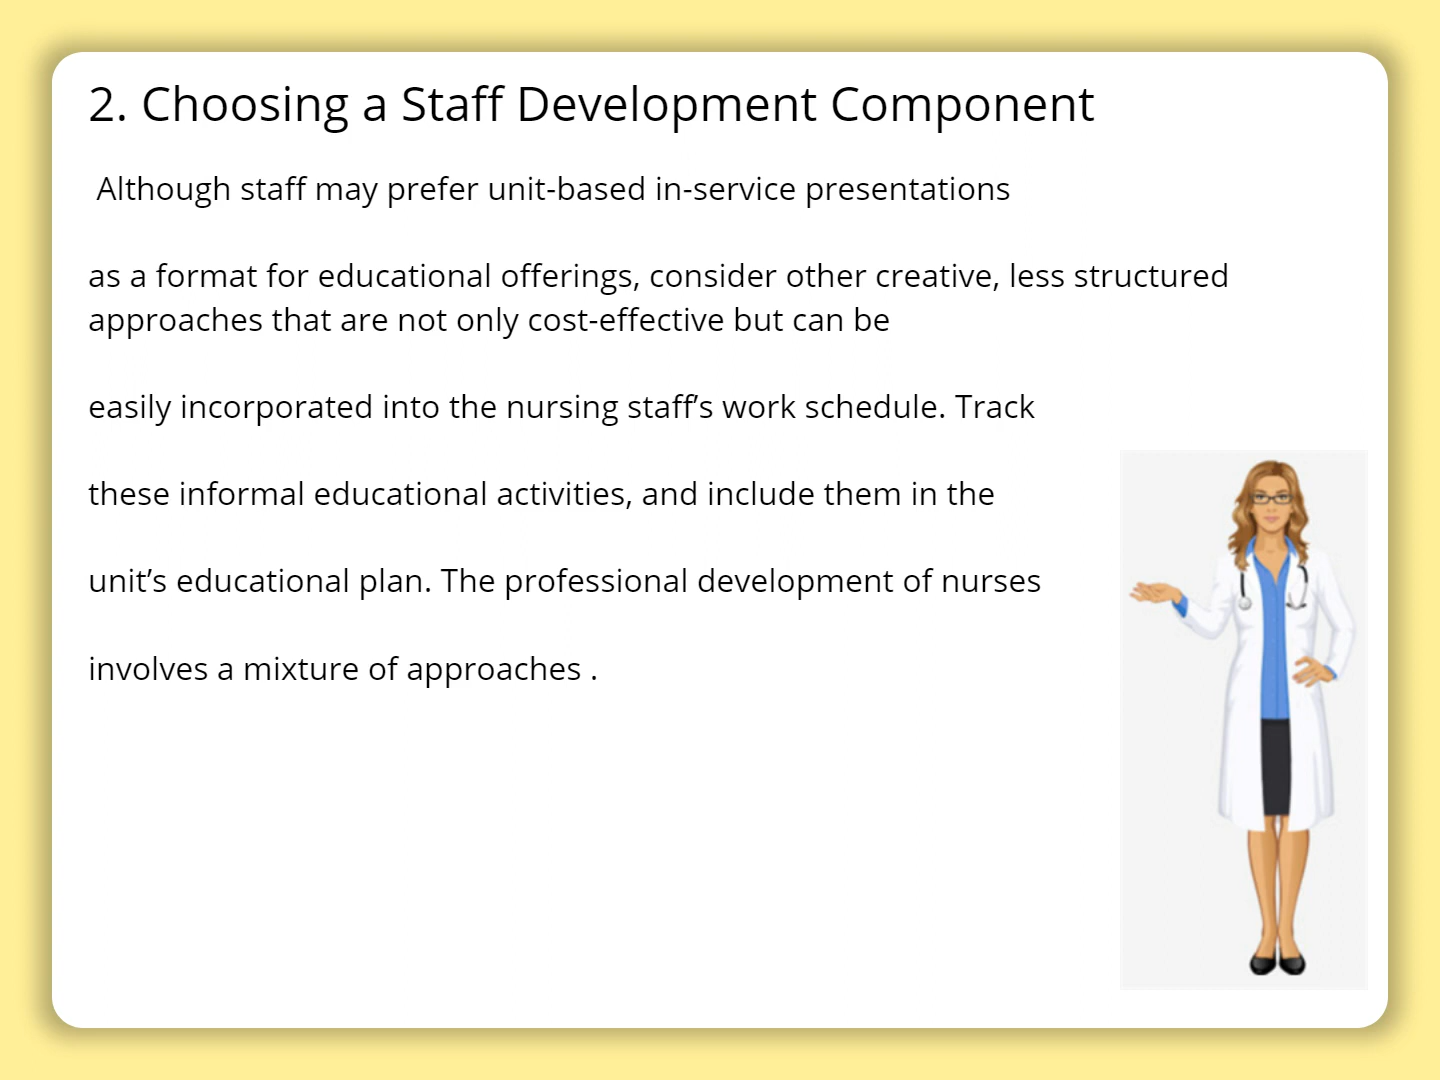 2. Choosing a Staff Development Component
Although staff may prefer unit-based in-service presentations
as a format for educational offerings, consider other creative, less structured
approaches that are not only cost-effective but can be
easily incorporated into the nursing staff’s work schedule. Track
these informal educational activities, and include them in the
unit’s educational plan. The professional development of nurses
involves a mixture of approaches .